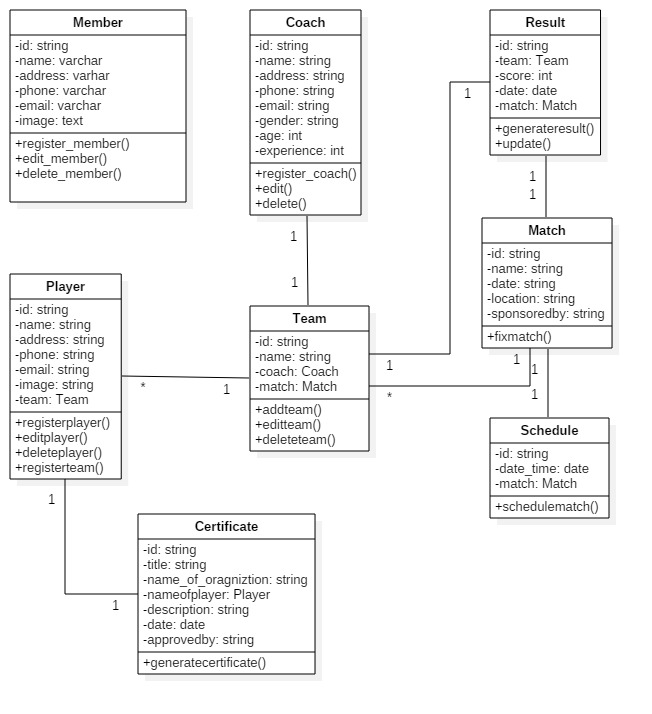 Member
-id: string
-name: varchar
-address: varhar
-phone: varchar
-email: varchar
-image: text
+register_member()
+edit_member()
+delete_member()
Coach
-id: string
-name: string
-address: string
-phone: string
-email: string
-gender: string
-age: int
-experience: int
+register_coach()
+edit()
+delete()
Result
-id: string
-team: Team
-score: int
-date: date
-match: Match
+generateresult()
+update()
1
1
1
1
1
Match
-id: string
-name: string
-date: string
-location: string
-sponsoredby: string
+fixmatch()
Player
-id: string
-name: string
-address: string
-phone: string
-email: string
-image: string
-team: Team
+registerplayer()
+editplayer()
+deleteplayer()
+registerteam()
Team
-id: string
-name: string
-coach: Coach
-match: Match
+addteam()
+editteam()
+deleteteam()
*
1
1
*
1
1
1
Schedule
-id: string
-date_time: date
-match: Match
+schedulematch()
1
1
Certificate
-id: string
-title: string
-name_of_oragniztion: string
-nameofplayer: Player
-description: string
-date: date
-approvedby: string
+generatecertificate()